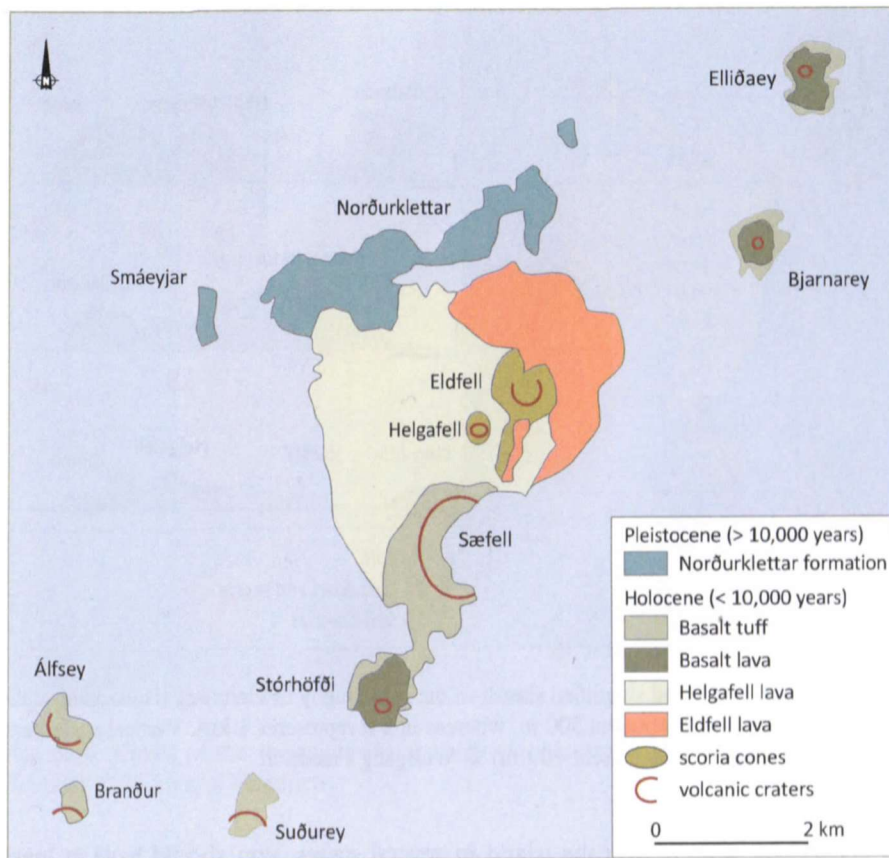 N
Elliðaey
Norðurklettar
Smáeyjar
Bjarnarey
Eldfell
Helgafell
Sæfell
Stórhöfði
Álfsey
Branður
Suðurey
Pleistocene (> 10,000 years)
Norðurklettar formation
Holocene (< 10,000 years)
Basalt tuff
Basalt lava
Helgafell lava
Eldfell lava
scoria cones
volcanic craters
0 2 km